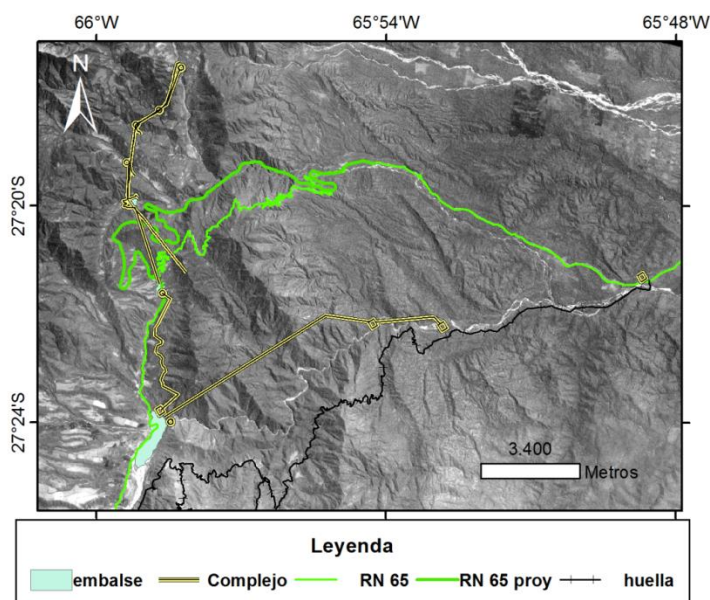 66°W 65°54'W 65°48'W
N
27°20'S
27°24'S
3.400
Metros
Leyenda
embalse Complejo RN 65 RN 65 proy huella